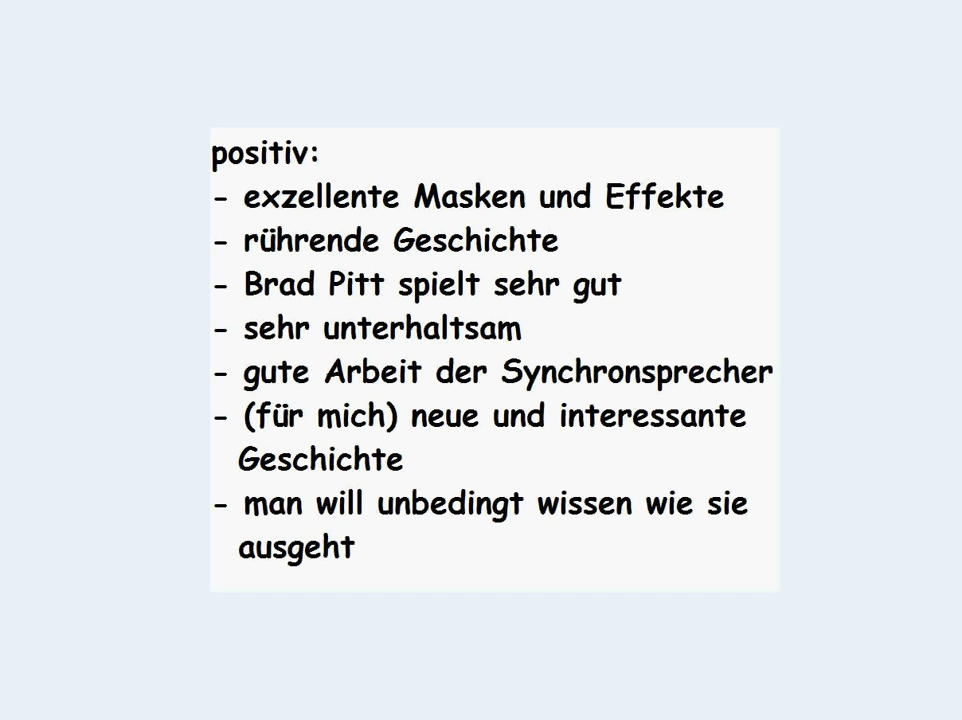 positiv:
- exzellente Masken und Effekte
- rührende Geschichte
- Brad Pitt spielt sehr gut
- sehr unterhaltsam
- gute Arbeit der Synchronsprecher
- (für mich) neue und interessante
Geschichte
- man will unbedingt wissen wie sie
ausgeht